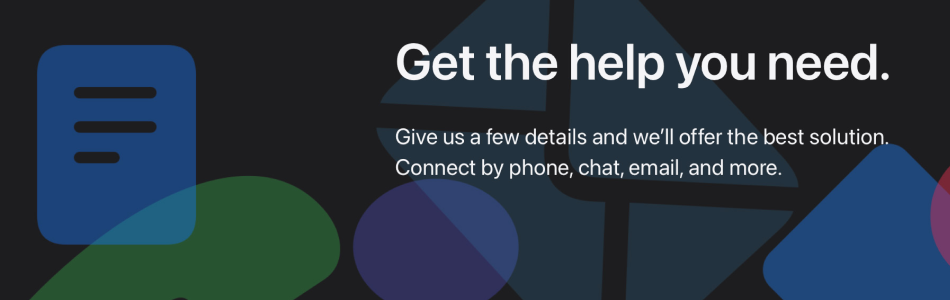 Get the help you need.
Give us a few details and we’ll offer the best solution.
Connect by phone, chat, email, and more.